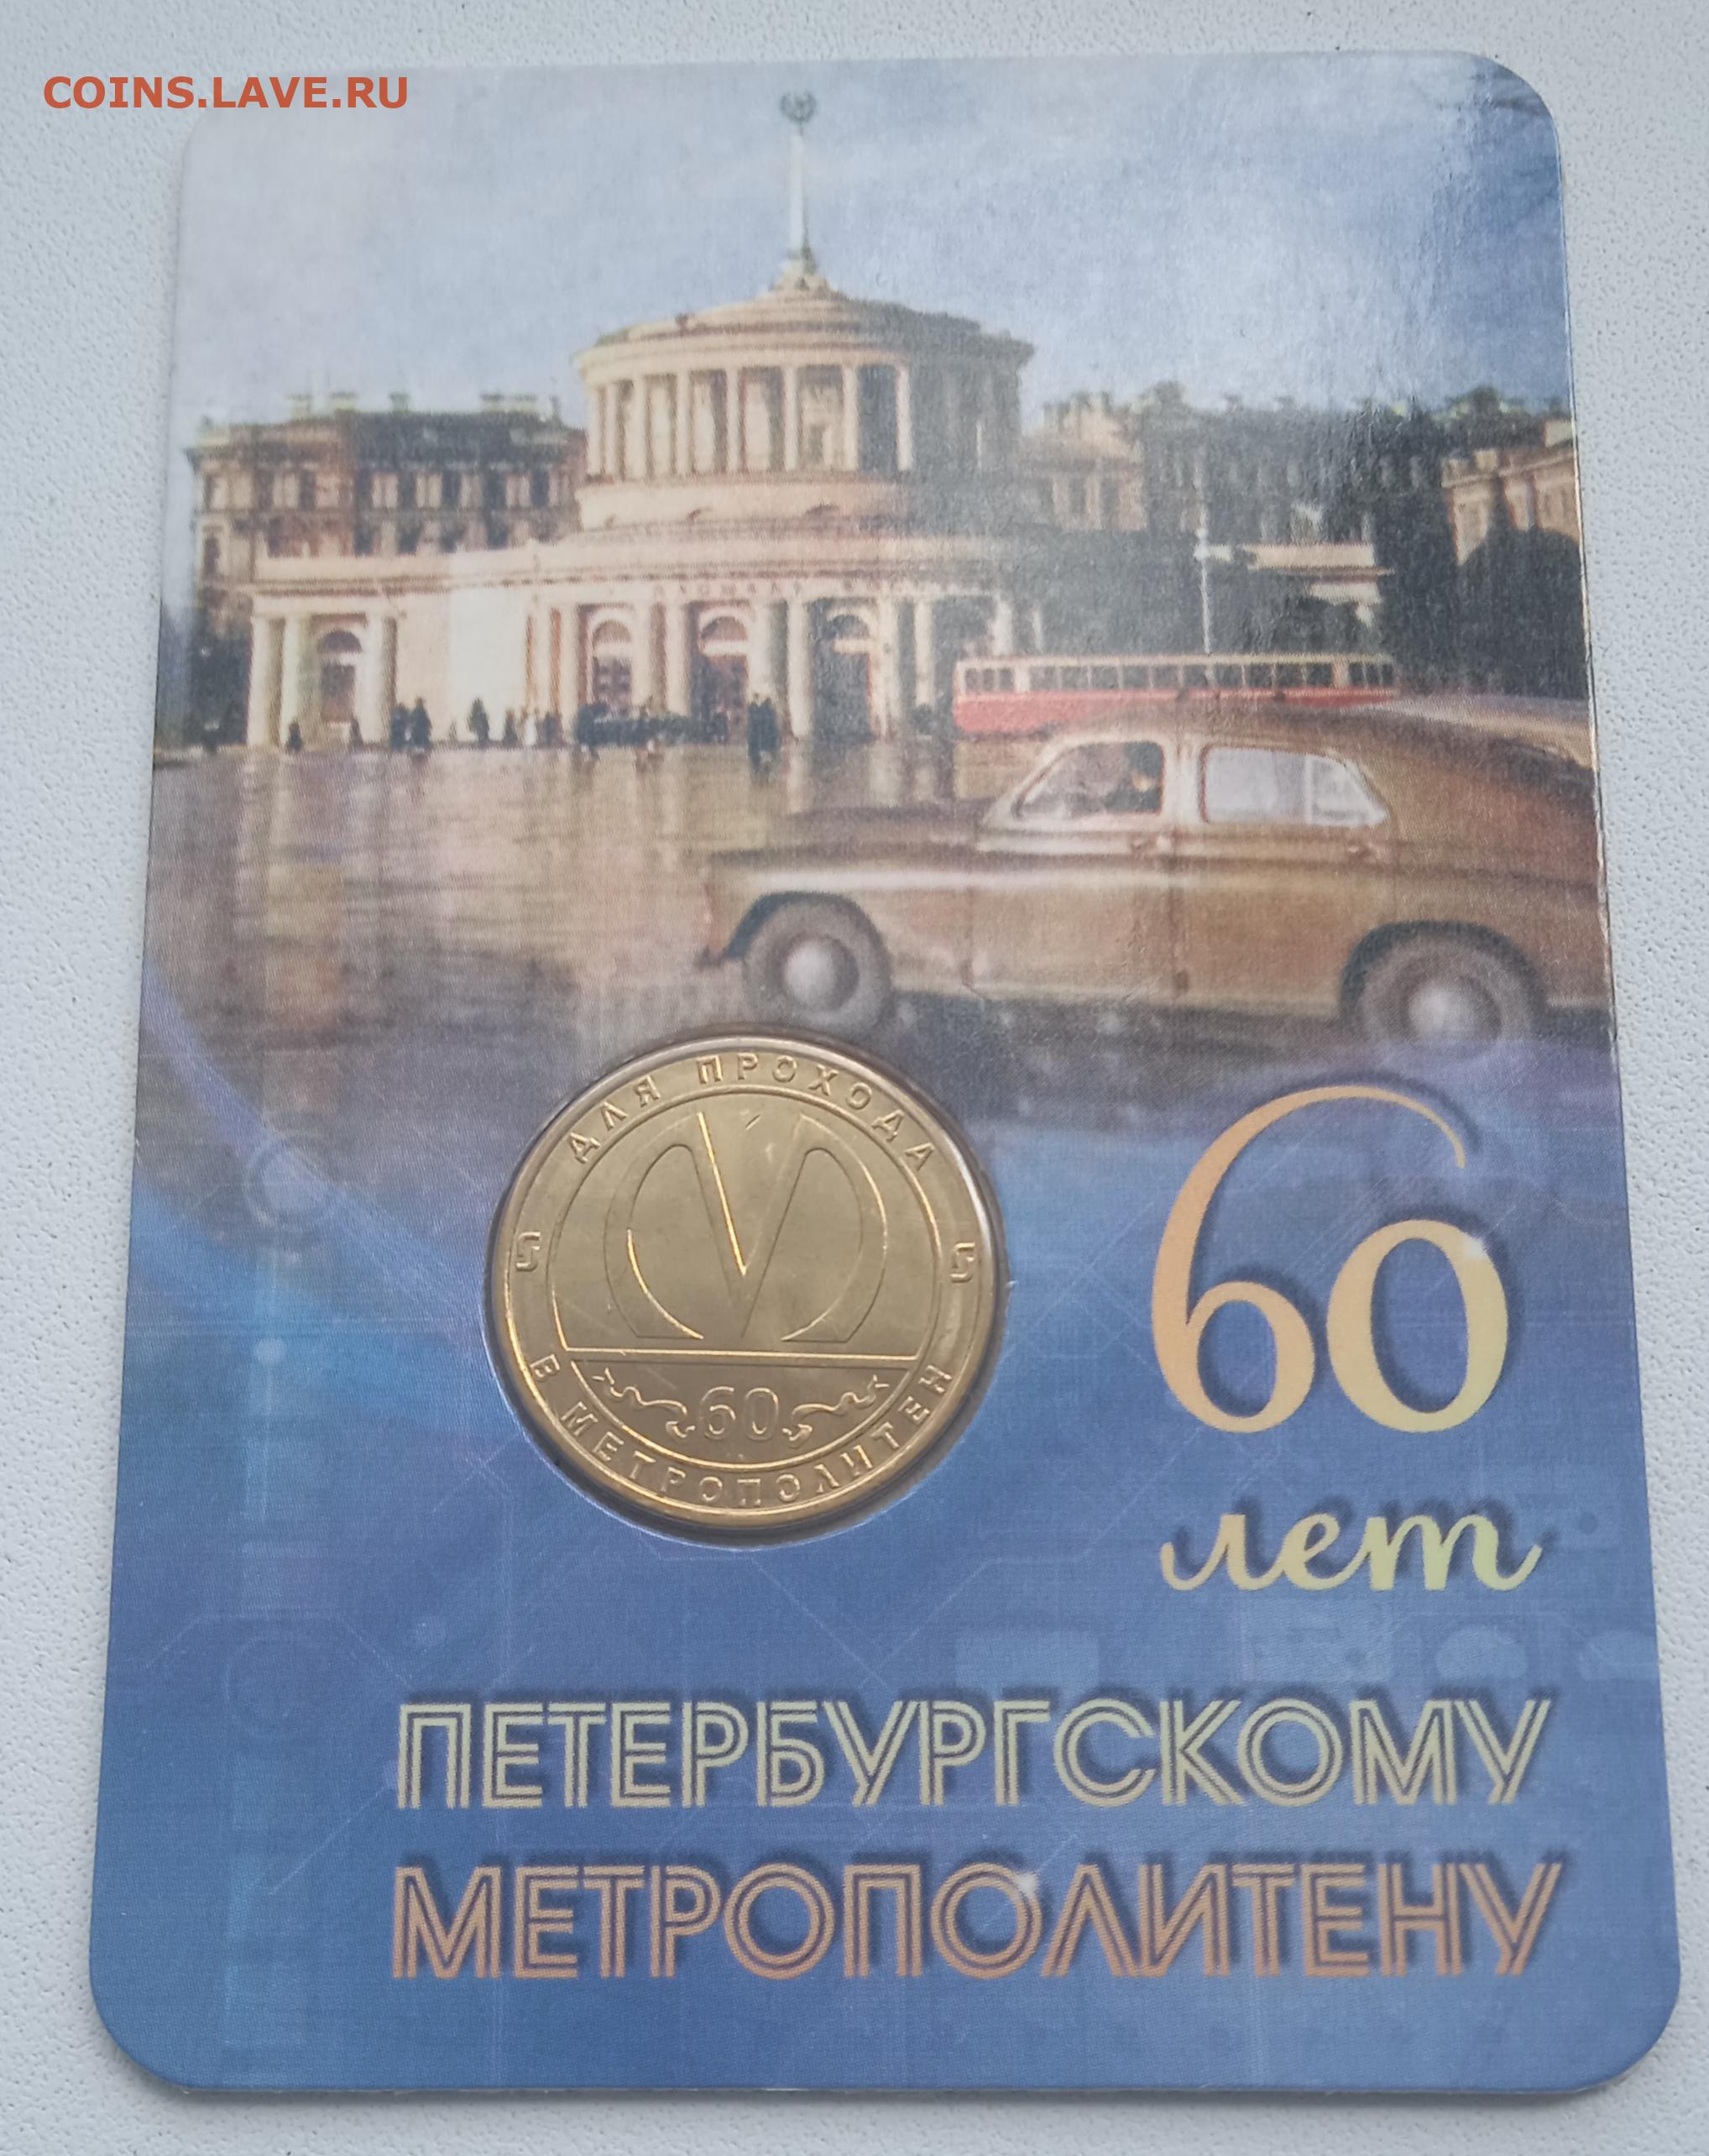 COINS.LAVE.RU
ДЛЯ ПРОХОДА
5 5
60
В МЕТРОПОЛИТЕН
60
лет
ПЕТЕРБУРГСКОМУ
МЕТРОПОЛИТЕНУ